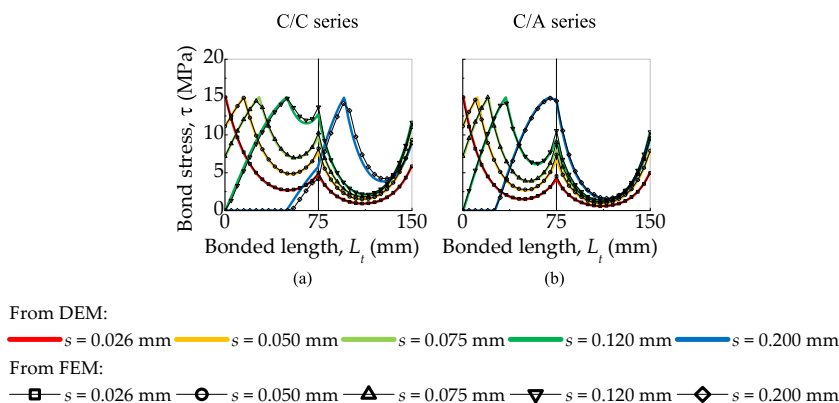 C/C series
C/A series
Bond stress, τ (MPa)
20
15
10
5
0
0
75
150
0
75
150
Bonded length, Lt (mm)
Bonded length, Lt (mm)
(a)
(b)
From DEM:
s = 0.026 mm s = 0.050 mm s = 0.075 mm s = 0.120 mm s = 0.200 mm
From FEM:
s = 0.026 mm s = 0.050 mm s = 0.075 mm s = 0.120 mm s = 0.200 mm